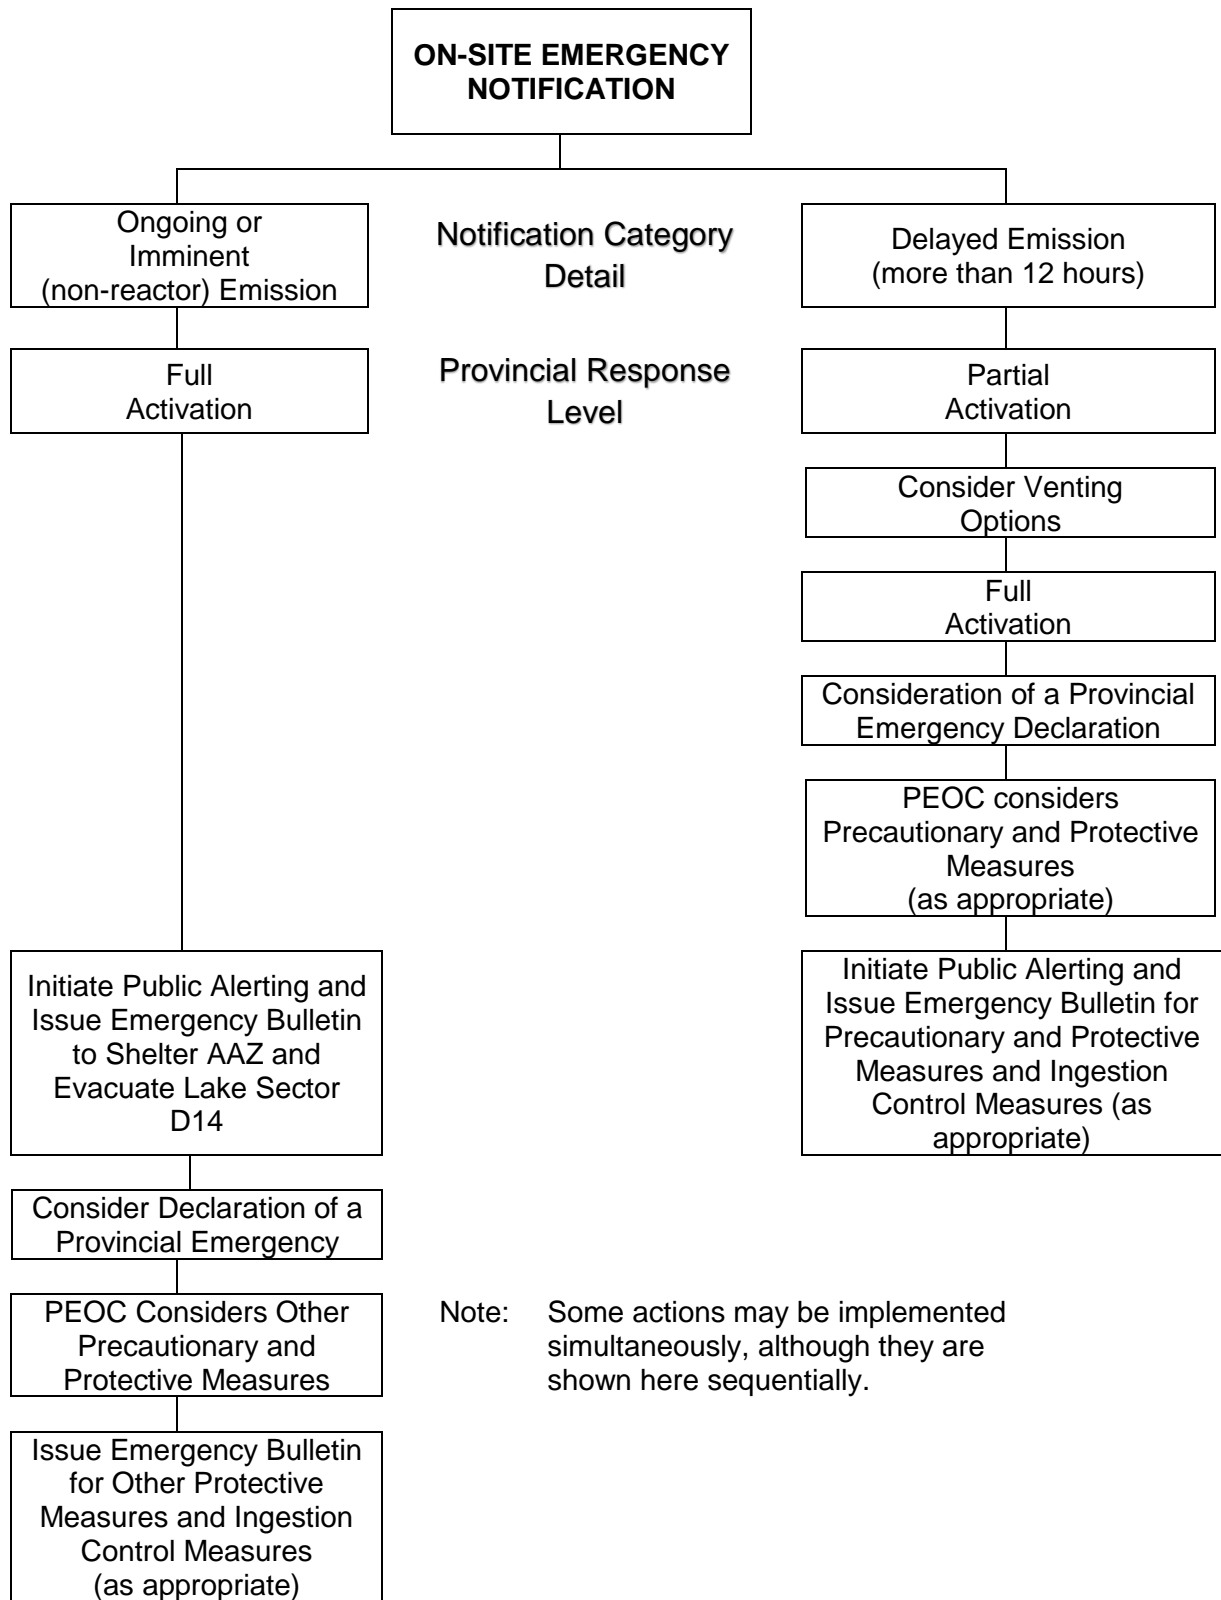 ON-SITE EMERGENCY
NOTIFICATION
Ongoing or
Imminent
(non-reactor) Emission
Notification Category
Detail
Delayed Emission
(more than 12 hours)
Full
Activation
Provincial Response
Level
Partial
Activation
Consider Venting
Options
Full
Activation
Consideration of a Provincial
Emergency Declaration
PEOC considers
Precautionary and Protective
Measures
(as appropriate)
Initiate Public Alerting and
Issue Emergency Bulletin
to Shelter AAZ and
Evacuate Lake Sector
D14
Initiate Public Alerting and
Issue Emergency Bulletin for
Precautionary and Protective
Measures and Ingestion
Control Measures (as
appropriate)
Consider Declaration of a
Provincial Emergency
PEOC Considers Other
Precautionary and
Protective Measures
Note: Some actions may be implemented
simultaneously, although they are
shown here sequentially.
Issue Emergency Bulletin
for Other Protective
Measures and Ingestion
Control Measures
(as appropriate)